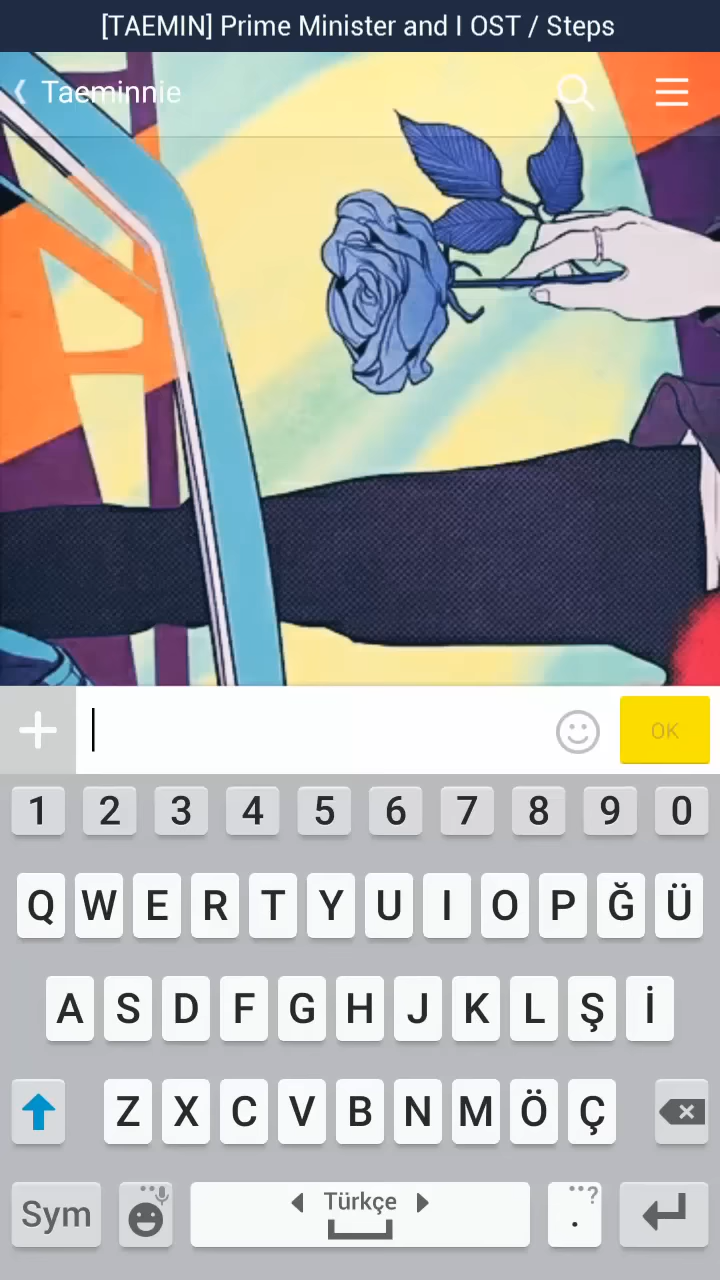 [TAEMIN] Prime Minister and I OST / Steps
Taeminnie
OK
1 2 3 4 5 6 7 8 9 0
Q W E R T Y U I O P Ğ Ü
A S D F G H J K L Ş İ
Z X C V B N M Ö Ç
Sym Türkçe . ?